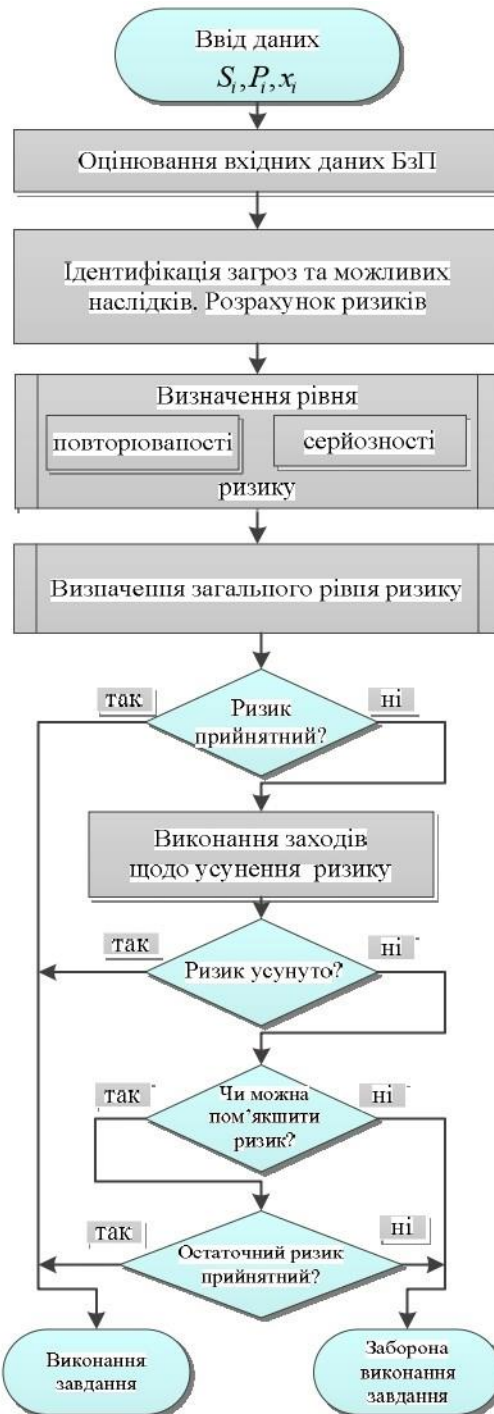 Ввід даних
S_i, P_i, x_i
Оцінювання вхідних даних БзП
Ідентифікація загроз та можливих
наслідків. Розрахунок ризиків
Визначення рівня
повторюваності серйозності
ризику
Визначення загального рівня ризику
так ні
Ризик
прийнятний?
Виконання заходів
щодо усунення ризику
так ні
Ризик усунуто?
так ні
Чи можна
пом’якшити
ризик?
так ні
Остаточний ризик
прийнятний?
Виконання
завдання
Заборона
виконання
завдання